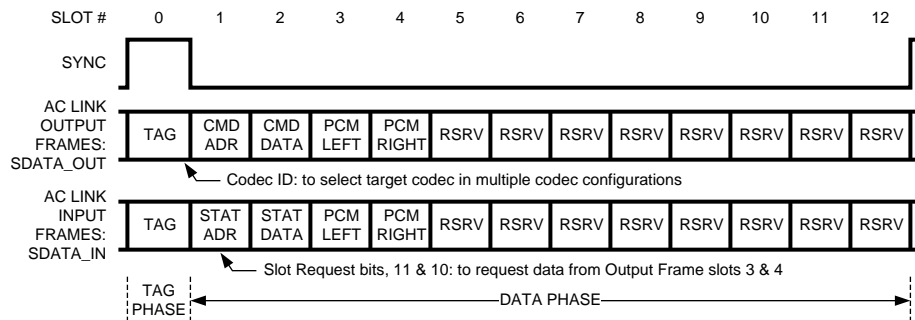 SLOT # 0 1 2 3 4 5 6 7 8 9 10 11 12
SYNC
AC LINK
OUTPUT
FRAMES:
SDATA_OUT
TAG CMD ADR CMD DATA PCM LEFT PCM RIGHT RSRV RSRV RSRV RSRV RSRV RSRV RSRV RSRV
Codec ID: to select target codec in multiple codec configurations
AC LINK
INPUT
FRAMES:
SDATA_IN
TAG STAT ADR STAT DATA PCM LEFT PCM RIGHT RSRV RSRV RSRV RSRV RSRV RSRV RSRV RSRV
Slot Request bits, 11 & 10: to request data from Output Frame slots 3 & 4
TAG
PHASE
DATA PHASE